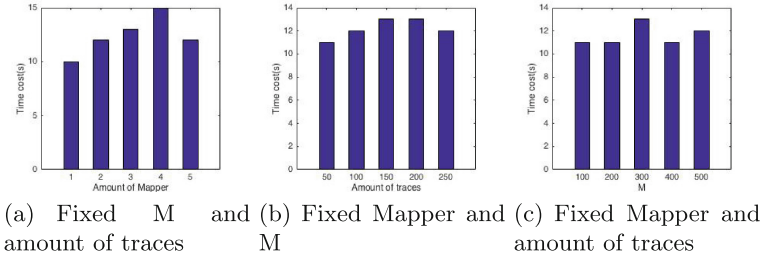 15
10
5
0
Time cost(s)
1 2 3 4 5
Amount of Mapper
14
12
10
8
6
4
2
0
Time cost(s)
50 100 150 200 250
Amount of traces
14
12
10
8
6
4
2
0
Time cost(s)
100 200 300 400 500
M
(a) Fixed M and
amount of traces
(b) Fixed Mapper and
M
(c) Fixed Mapper and
amount of traces